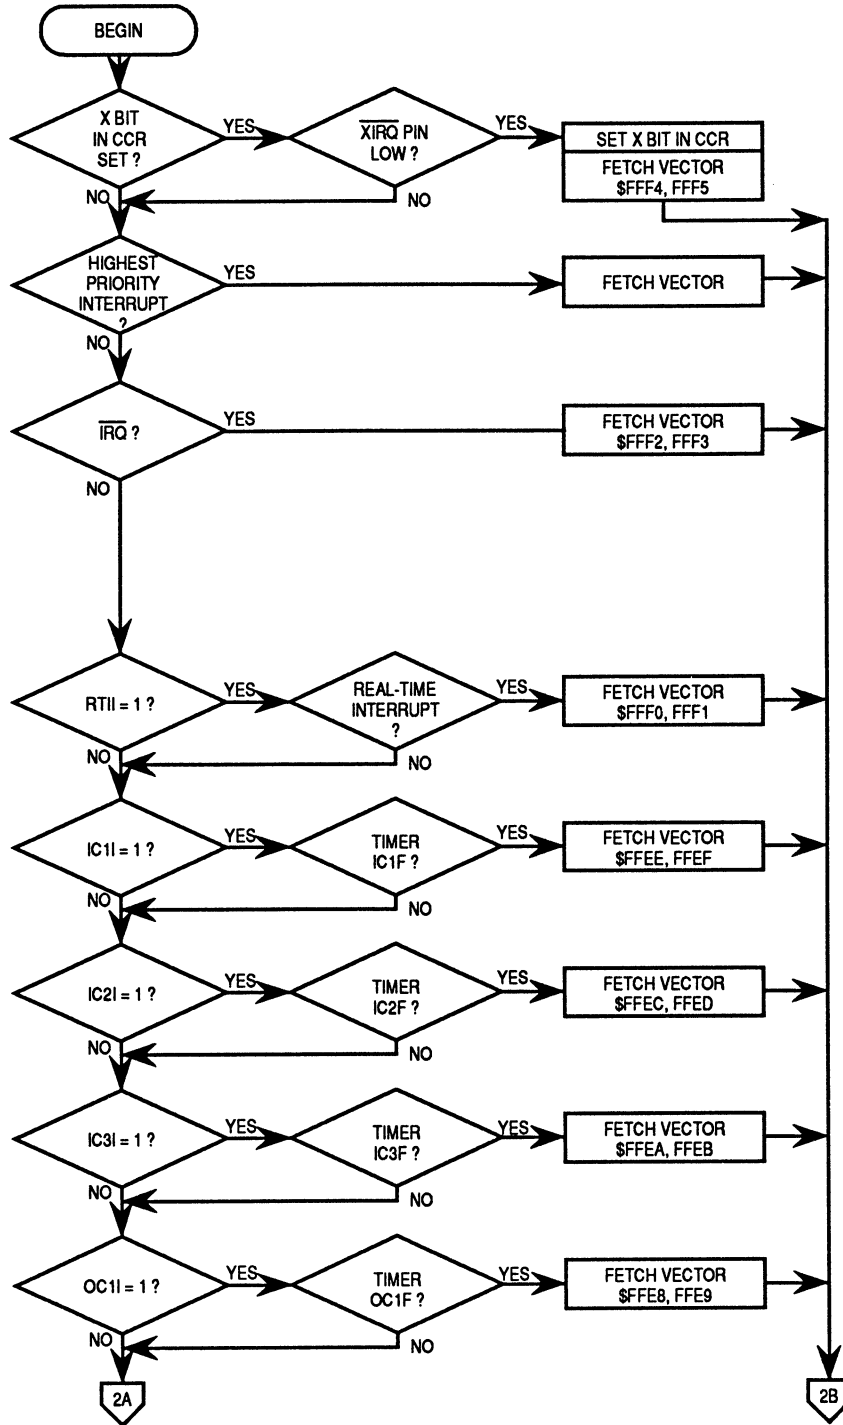 BEGIN
X BIT
IN CCR
SET ?
YES
XIRQ PIN
LOW ?
YES
SET X BIT IN CCR
FETCH VECTOR
$FFF4, FFF5
NO
NO
HIGHEST
PRIORITY
INTERRUPT
?
YES
FETCH VECTOR
NO
IRQ ?
YES
FETCH VECTOR
$FFF2, FFF3
NO
RTII = 1 ?
YES
REAL-TIME
INTERRUPT
?
YES
FETCH VECTOR
$FFF0, FFF1
NO
NO
IC1I = 1 ?
YES
TIMER
IC1F ?
YES
FETCH VECTOR
$FFEE, FFEF
NO
NO
IC2I = 1 ?
YES
TIMER
IC2F ?
YES
FETCH VECTOR
$FFEC, FFED
NO
NO
IC3I = 1 ?
YES
TIMER
IC3F ?
YES
FETCH VECTOR
$FFEA, FFEB
NO
NO
OC1I = 1 ?
YES
TIMER
OC1F ?
YES
FETCH VECTOR
$FFE8, FFE9
NO
NO
2A
2B